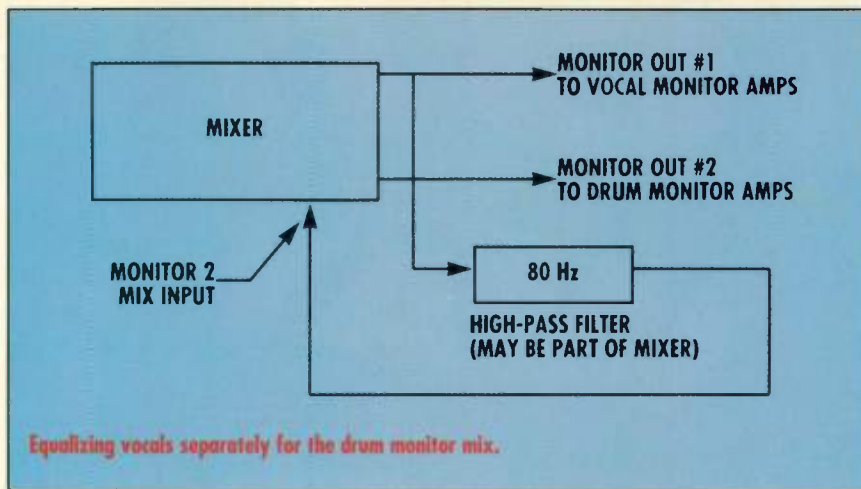 MONITOR OUT #1
TO VOCAL MONITOR AMPS
MIXER
MONITOR OUT #2
TO DRUM MONITOR AMPS
MONITOR 2
MIX INPUT
80 Hz
HIGH-PASS FILTER
(MAY BE PART OF MIXER)
Equalizing vocals separately for the drum monitor mix.